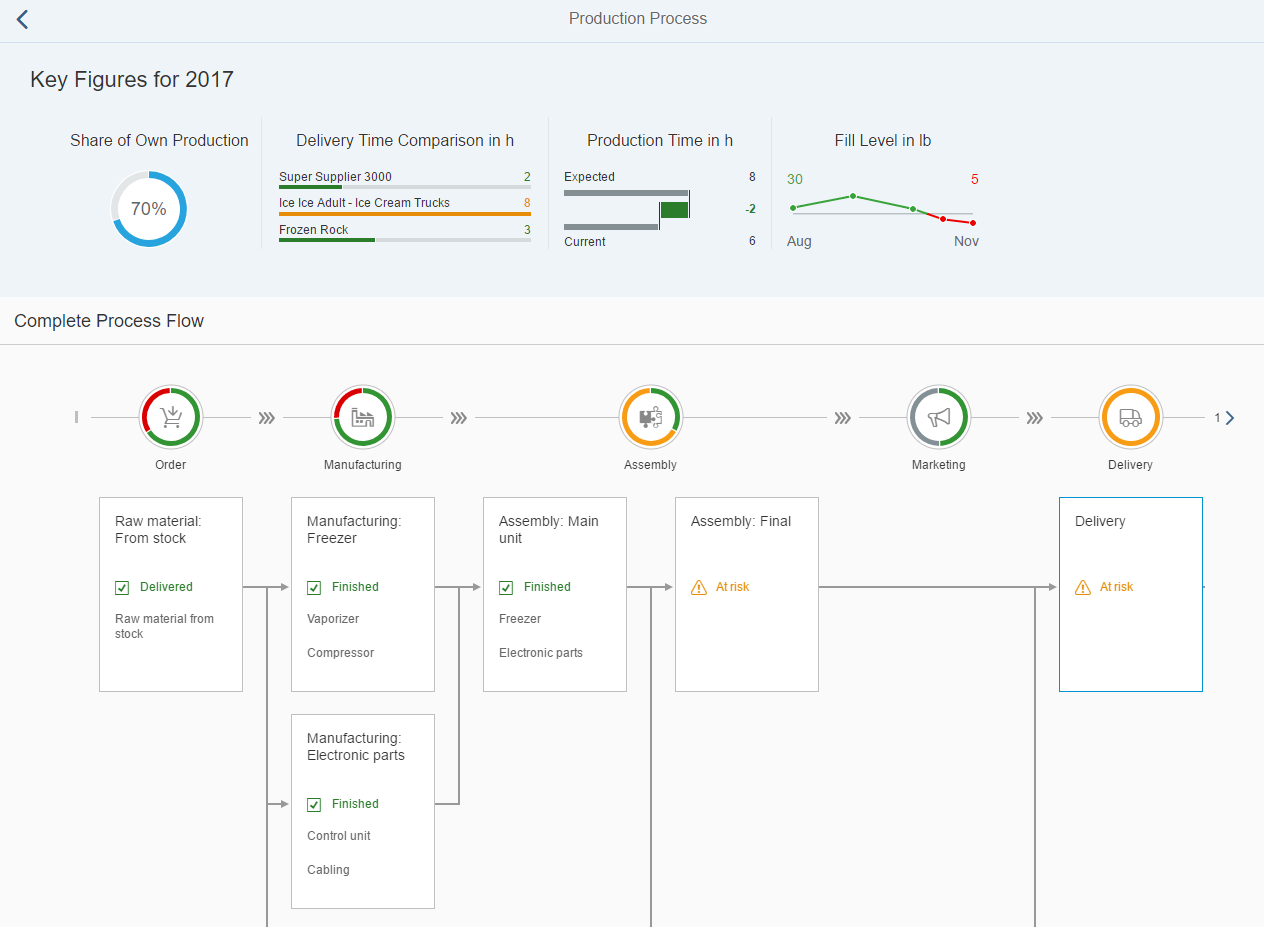 Production Process
Key Figures for 2017
Share of Own Production
70%
Delivery Time Comparison in h
Super Supplier 3000 2
Ice Ice Adult - Ice Cream Trucks 8
Frozen Rock 3
Production Time in h
Expected 8
-2
Current 6
Fill Level in lb
30 5
Aug Nov
Complete Process Flow
1
Order
Manufacturing
Assembly
Marketing
Delivery
Raw material:
From stock
Delivered
Raw material from
stock
Manufacturing:
Freezer
Finished
Vaporizer
Compressor
Assembly: Main
unit
Finished
Freezer
Electronic parts
Assembly: Final
At risk
Delivery
At risk
Manufacturing:
Electronic parts
Finished
Control unit
Cabling